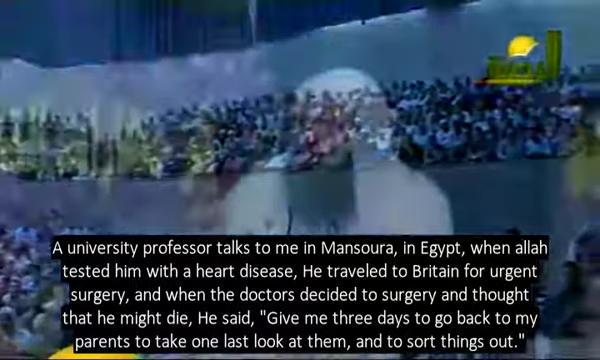 A university professor talks to me in Mansoura, in Egypt, when allah
tested him with a heart disease, He traveled to Britain for urgent
surgery, and when the doctors decided to surgery and thought
that he might die, He said, "Give me three days to go back to my
parents to take one last look at them, and to sort things out."